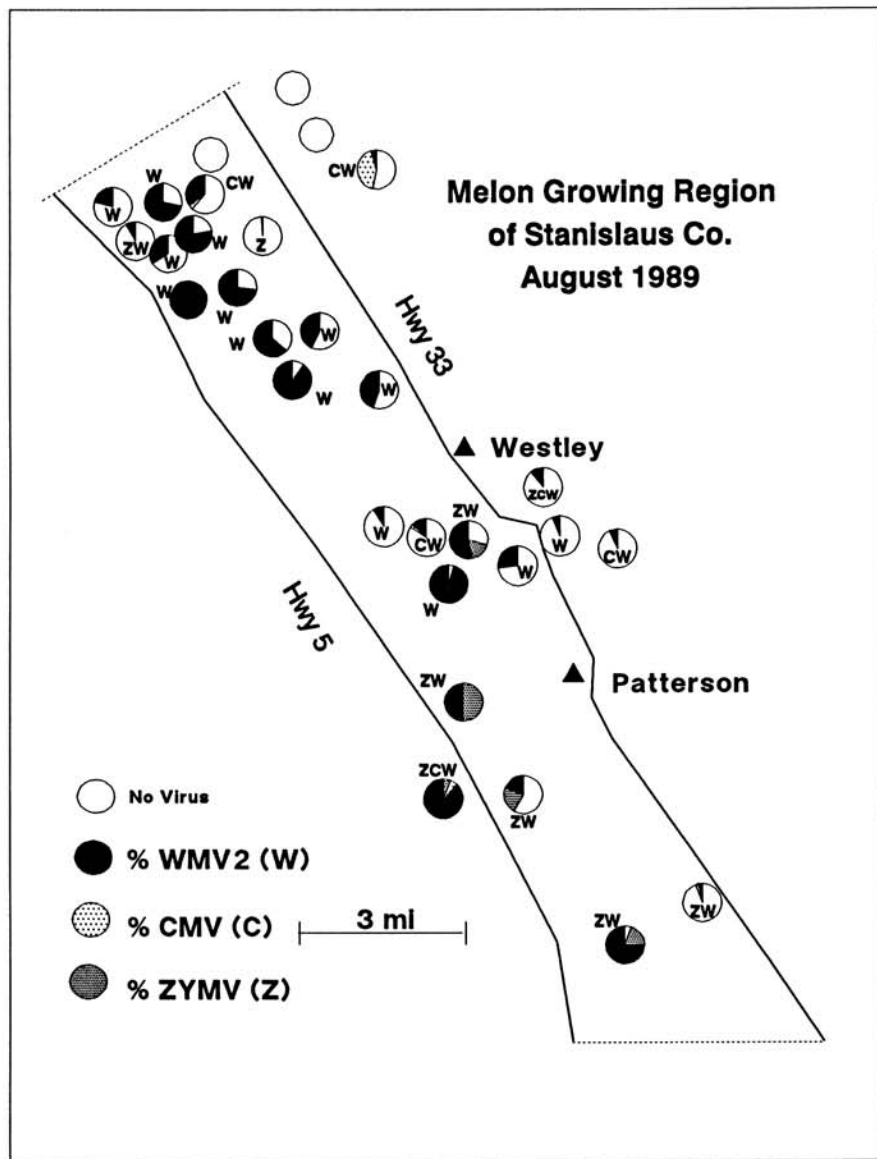 Melon Growing Region
of Stanislaus Co.
August 1989
CW
W
CW
W
ZW
W
W
Z
W
W
W
W
W
W
Hwy 33
Westley
ZCW
W
CW
ZW
W
W
CW
W
Hwy 5
Patterson
ZW
ZCW
ZW
ZW
ZW
No Virus
% WMV2 (W)
% CMV (C)
% ZYMV (Z)
3 mi